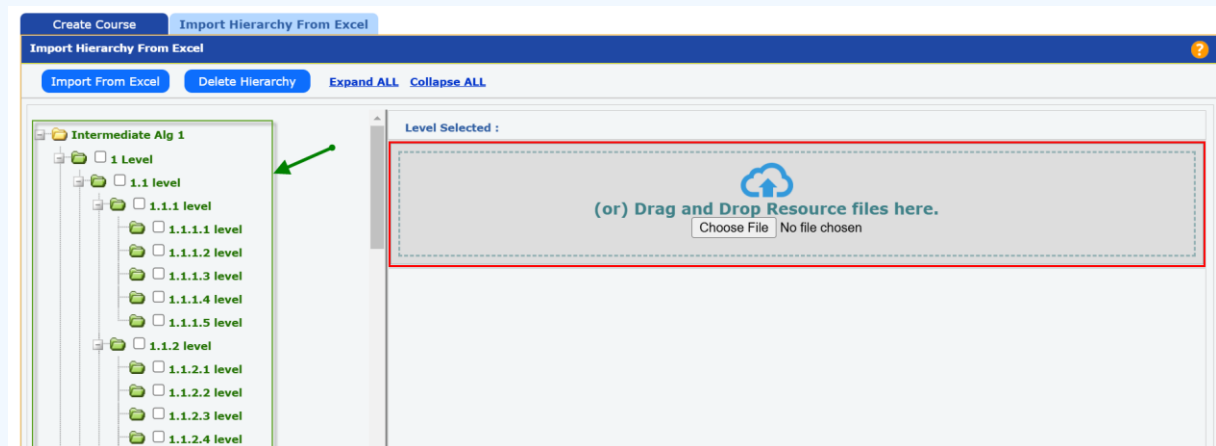 Create Course
Import Hierarchy From Excel
Import Hierarchy From Excel
?
Import From Excel
Delete Hierarchy
Expand ALL
Collapse ALL
Intermediate Alg 1
1 Level
1.1 level
1.1.1 level
1.1.1.1 level
1.1.1.2 level
1.1.1.3 level
1.1.1.4 level
1.1.1.5 level
1.1.2 level
1.1.2.1 level
1.1.2.2 level
1.1.2.3 level
1.1.2.4 level
Level Selected :
(or) Drag and Drop Resource files here.
Choose File No file chosen